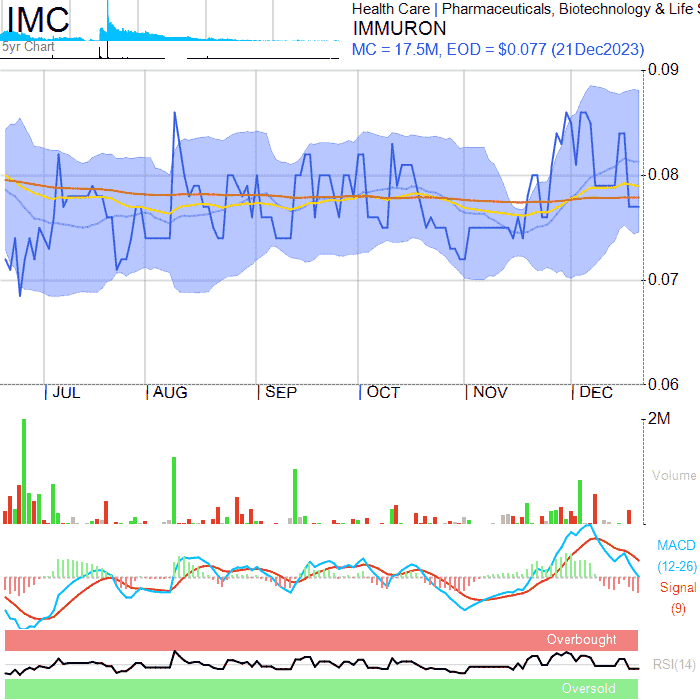 IMC
5yr Chart
Health Care | Pharmaceuticals, Biotechnology & Life S
IMMURON
MC = 17.5M, EOD = $0.077 (21Dec2023)
0.09
0.08
0.07
0.06
JUL AUG SEP OCT NOV DEC
2M
Volume
MACD
(12-26)
Signal
(9)
Overbought
RSI(14)
Oversold